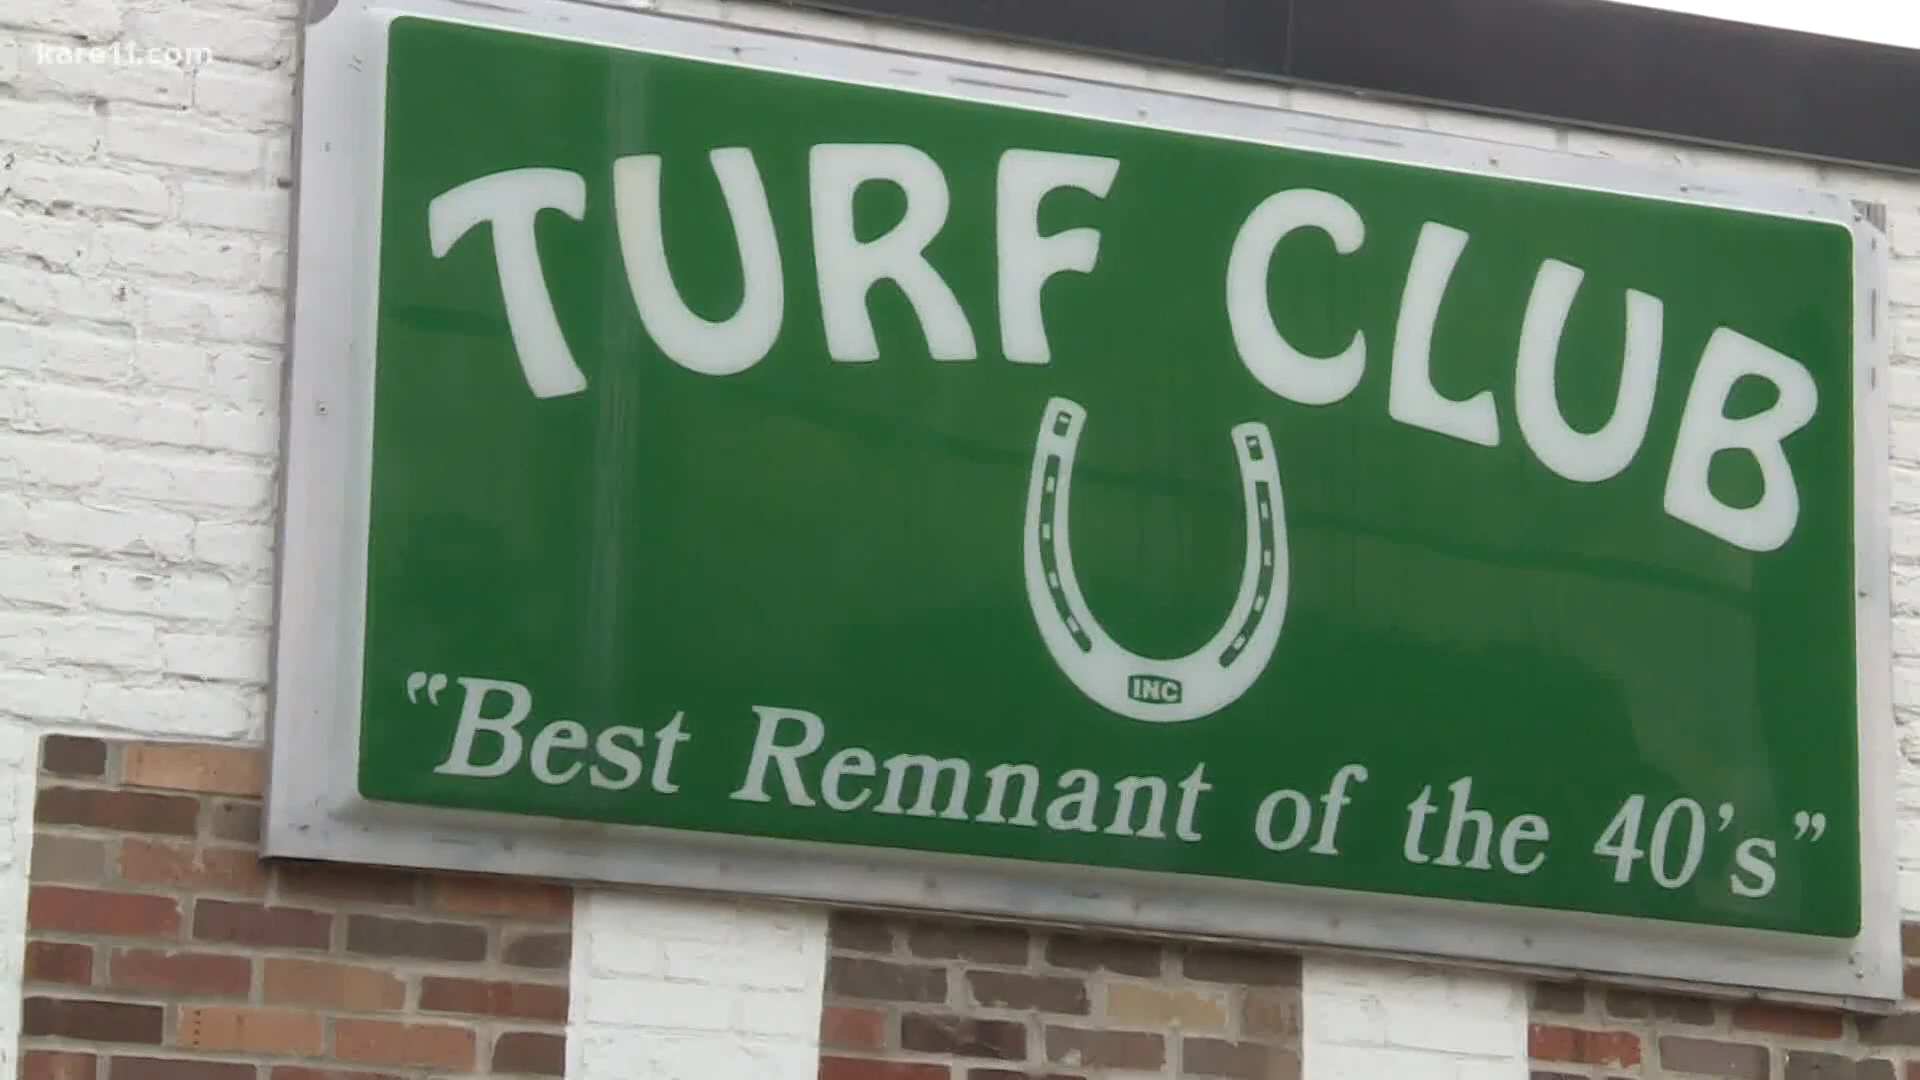 kare11.com
TURF CLUB
INC
“Best Remnant of the 40’s”